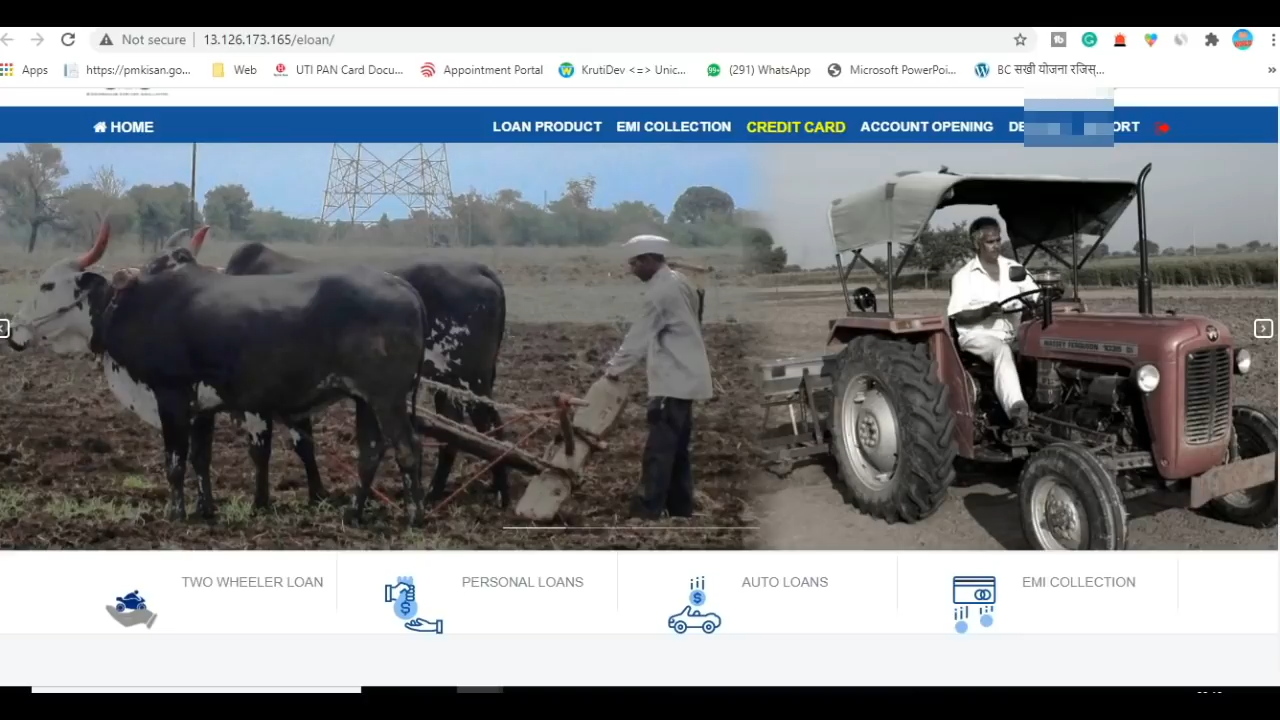 Not secure 13.126.173.165/eloan/
Apps https://pmkisan.go... Web UTI PAN Card Docu... Appointment Portal KrutiDev <=> Unic... (291) WhatsApp Microsoft PowerPoi... BC सखी योजना रजिस्... »
HOME LOAN PRODUCT EMI COLLECTION CREDIT CARD ACCOUNT OPENING
MASSEY FERGUSON
TWO WHEELER LOAN PERSONAL LOANS AUTO LOANS EMI COLLECTION